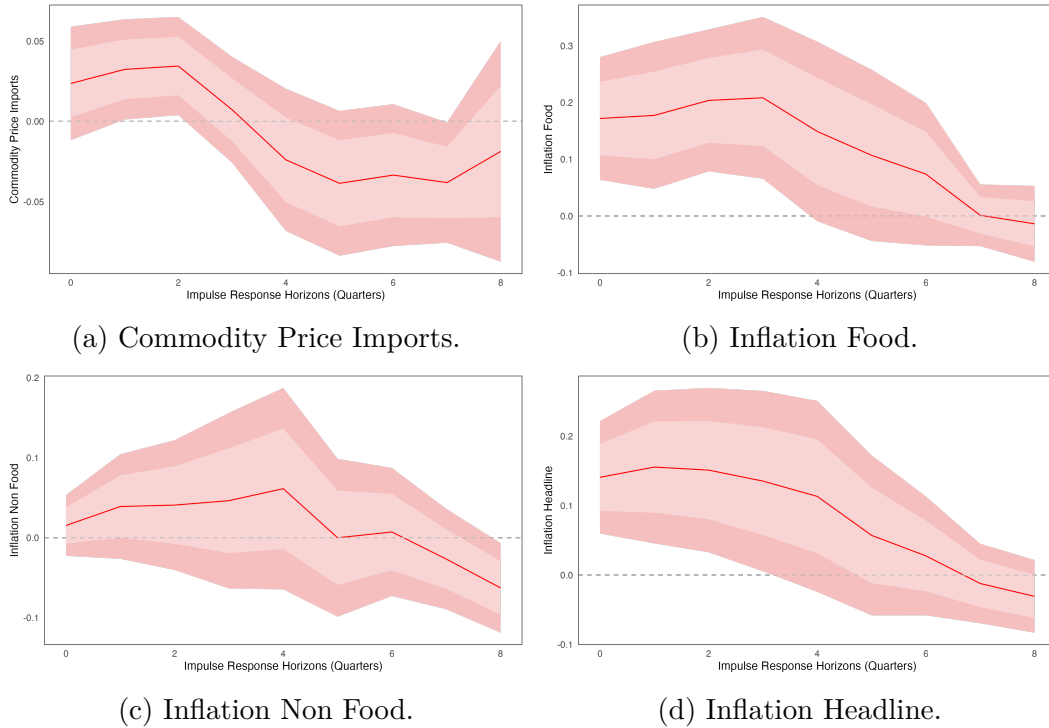 Commodity Price Imports
0.05
0.00
-0.05
0 2 4 6 8
Impulse Response Horizons (Quarters)
(a) Commodity Price Imports.
Inflation Food
0.3
0.2
0.1
0.0
-0.1
0 2 4 6 8
Impulse Response Horizons (Quarters)
(b) Inflation Food.
Inflation Non Food
0.2
0.1
0.0
-0.1
0 2 4 6 8
Impulse Response Horizons (Quarters)
(c) Inflation Non Food.
Inflation Headline
0.2
0.1
0.0
-0.1
0 2 4 6 8
Impulse Response Horizons (Quarters)
(d) Inflation Headline.